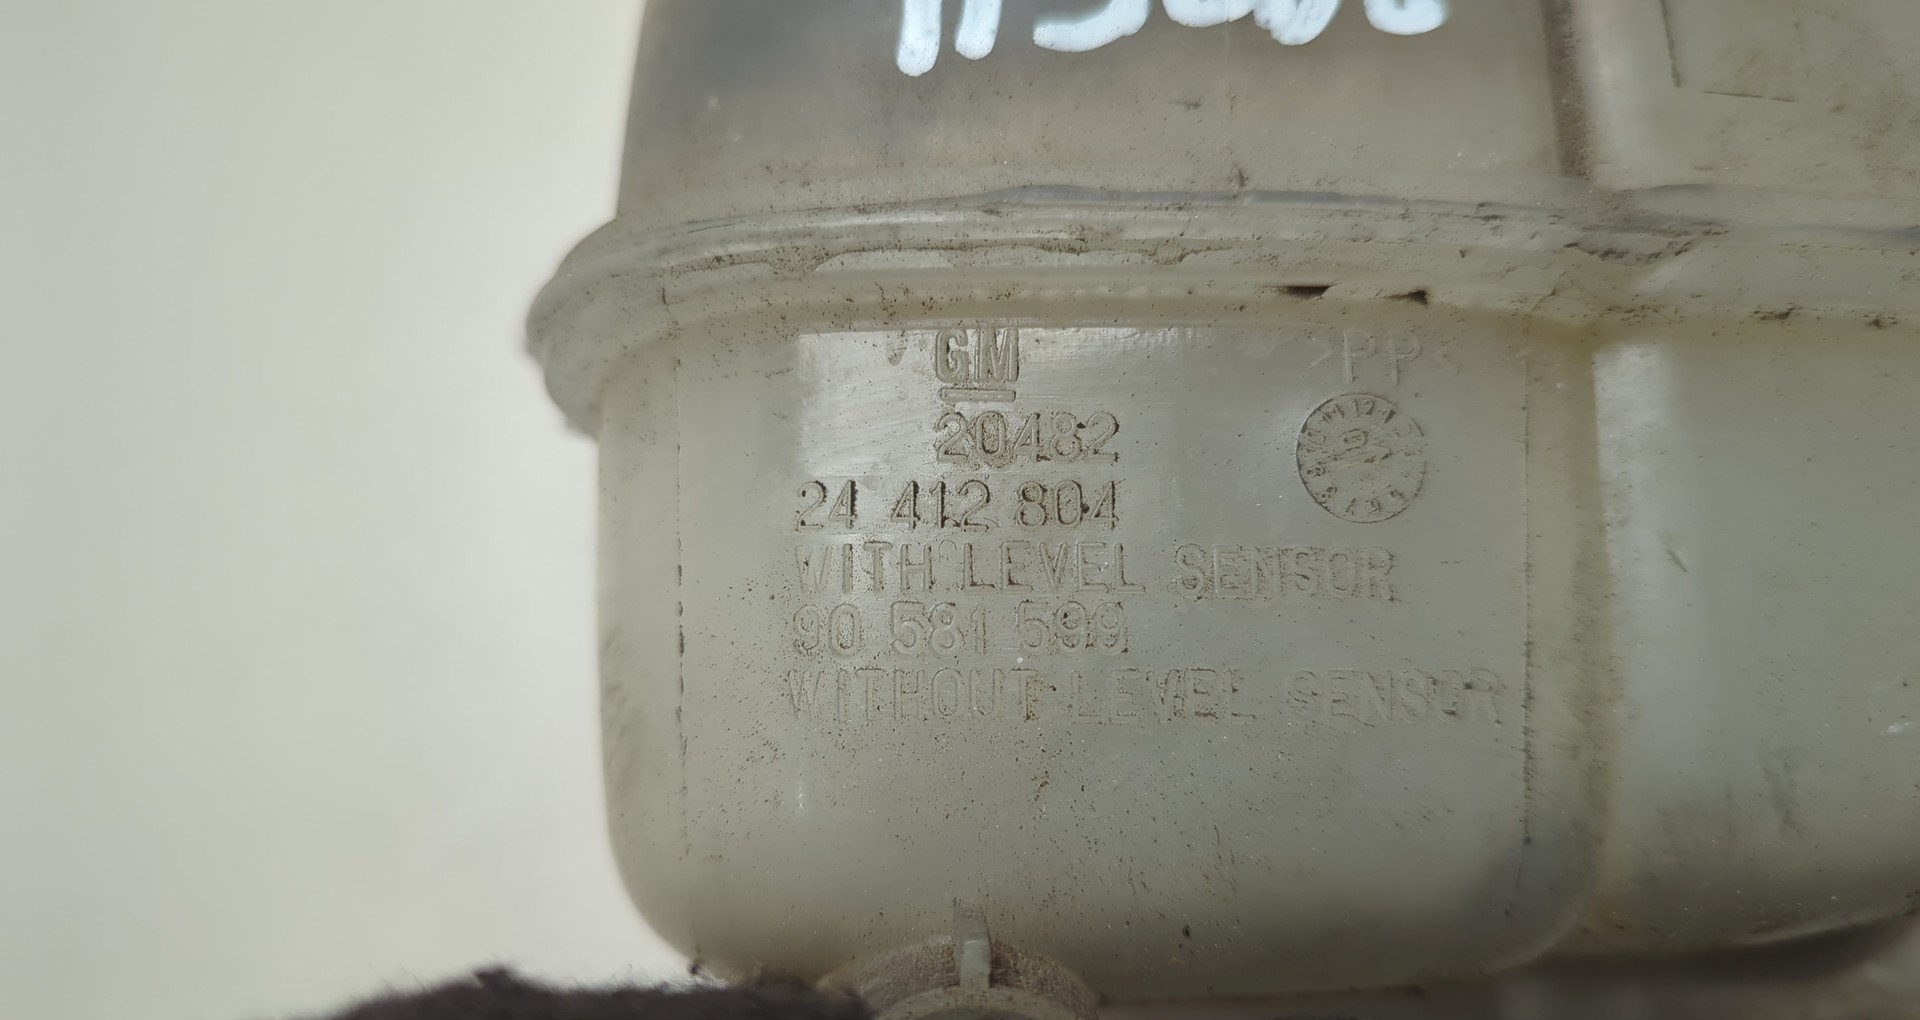 GM
>PP<
20482
24 412 804
WITH LEVEL SENSOR
90 581 599
WITHOUT LEVEL SENSOR